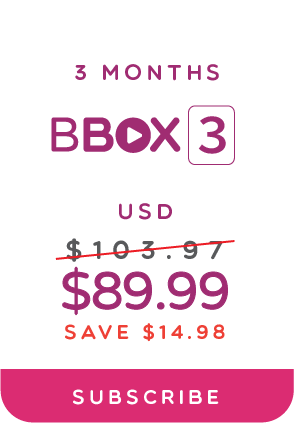 3 MONTHS
BBOX 3
USD
$103.97
$89.99
SAVE $14.98
SUBSCRIBE